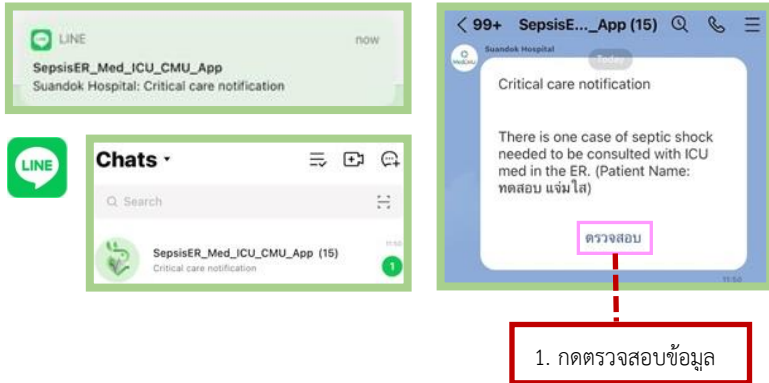 LINE
now
SepsisER_Med_ICU_CMU_App
Suandok Hospital: Critical care notification
LINE
Chats
Search
SepsisER_Med_ICU_CMU_App (15)
Critical care notification
11:50
1
99+ SepsisE..._App (15)
Suandok Hospital
Today
Critical care notification
There is one case of septic shock
needed to be consulted with ICU
med in the ER. (Patient Name:
ทดสอบ แจ่มใส)
ตรวจสอบ
11:50
1. กดตรวจสอบข้อมูล